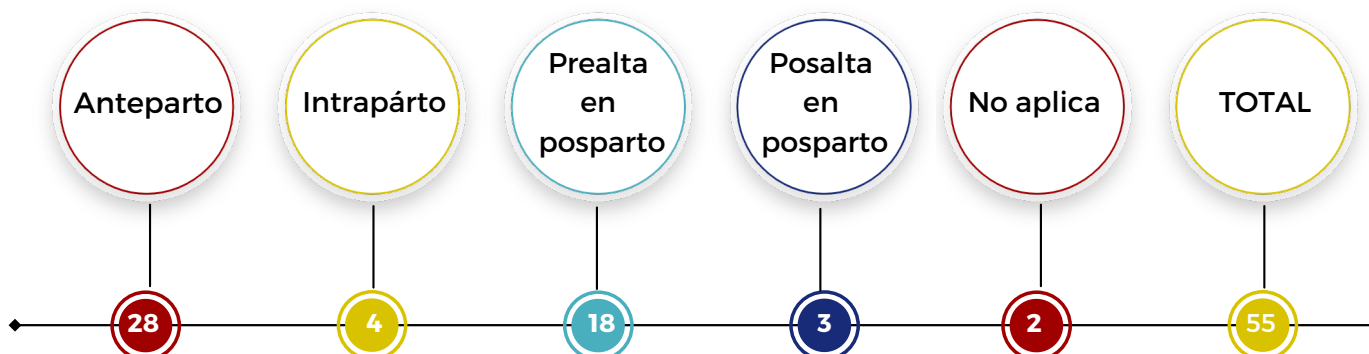 Anteparto
Intrapárto
Prealta
en
posparto
Posalta
en
posparto
No aplica
TOTAL
28
4
18
3
2
55